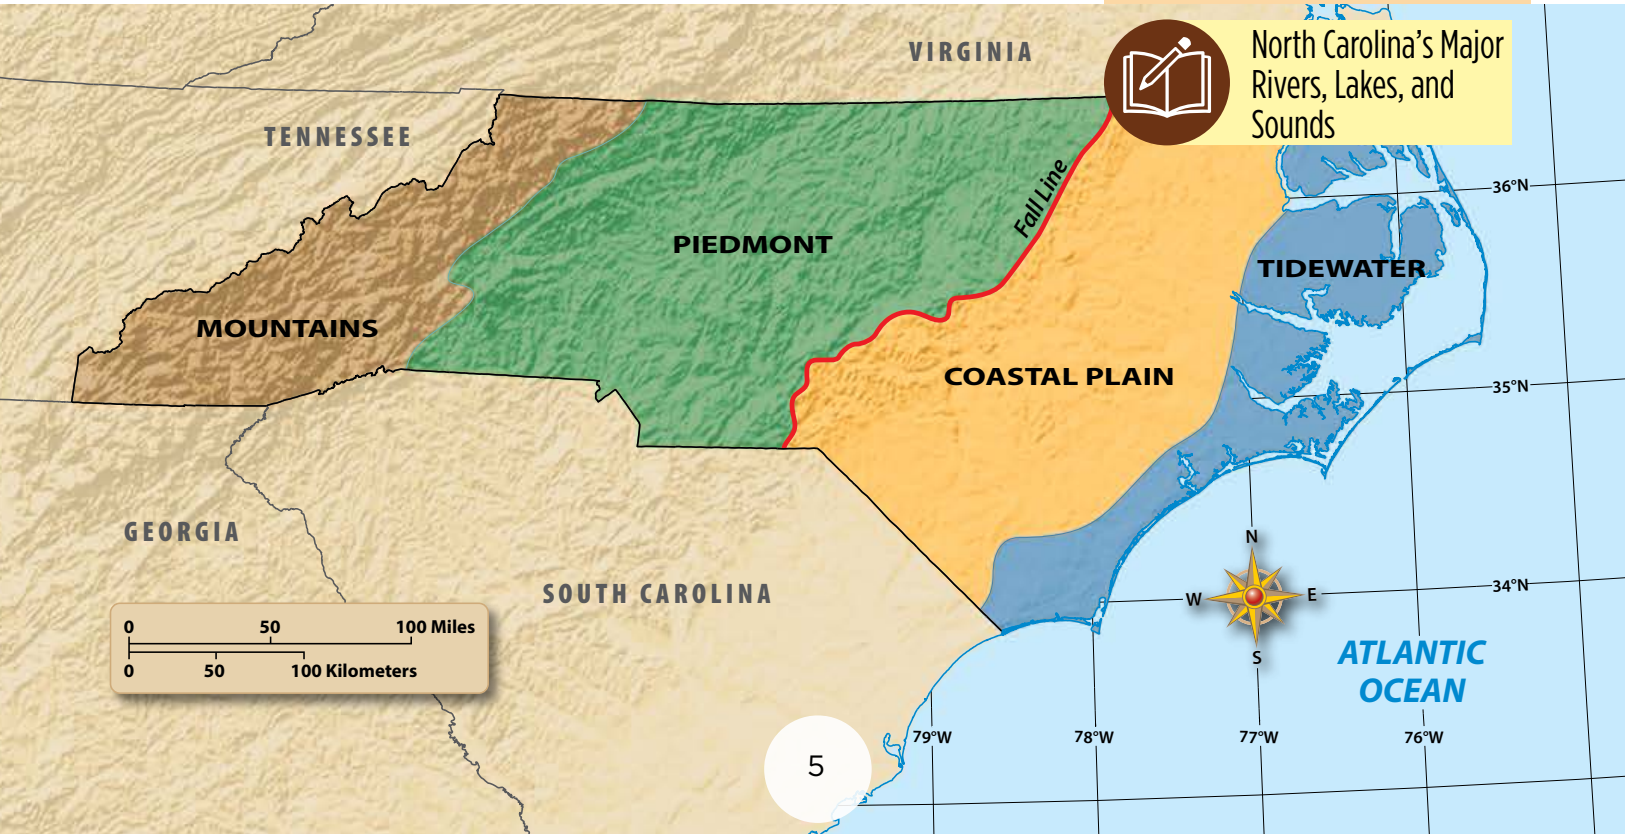 North Carolina’s Major
Rivers, Lakes, and
Sounds
VIRGINIA
TENNESSEE
36°N
Fall Line
PIEDMONT
TIDEWATER
MOUNTAINS
COASTAL PLAIN
35°N
GEORGIA
N
34°N
W
E
SOUTH CAROLINA
0 50 100 Miles
0 50 100 Kilometers
S
ATLANTIC
OCEAN
79°W 78°W 77°W 76°W
5